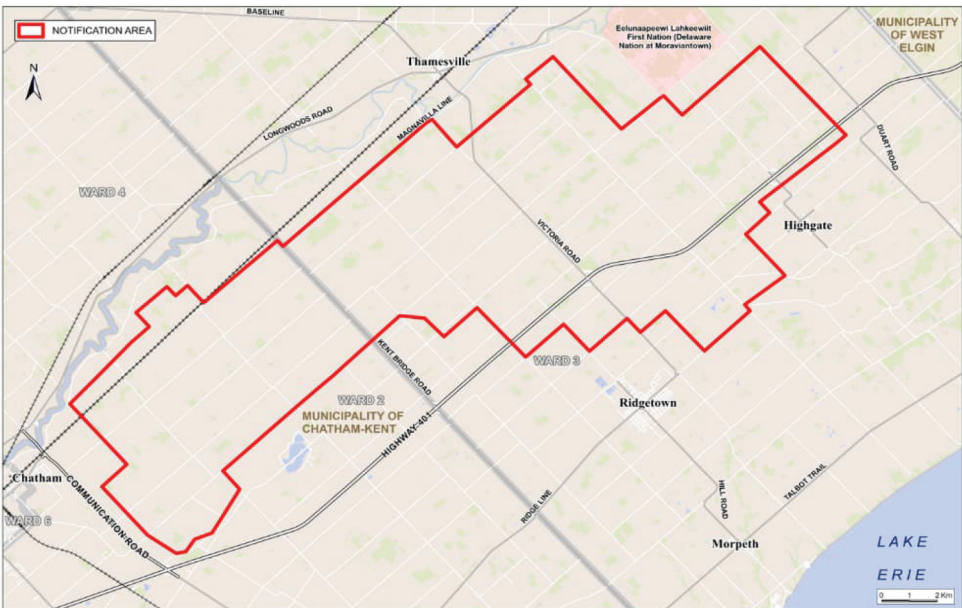 BASELINE
NOTIFICATION AREA
MUNICIPALITY
OF WEST
ELGIN
Eelunaapeewi Lahkeewiit
First Nation (Delaware
Nation at Moraviantown)
Thamesville
N
LONGWOODS ROAD
MAGNAVILLA LINE
DUART ROAD
WARD 4
Highgate
VICTORIA ROAD
KENT BRIDGE ROAD
WARD 3
WARD 2
MUNICIPALITY OF
CHATHAM-KENT
Ridgetown
HIGHWAY 401
Chatham
COMMUNICATION ROAD
WARD 6
RIDGE LINE
HILL ROAD
TALBOT TRAIL
Morpeth
LAKE
ERIE
0 1 2 Km